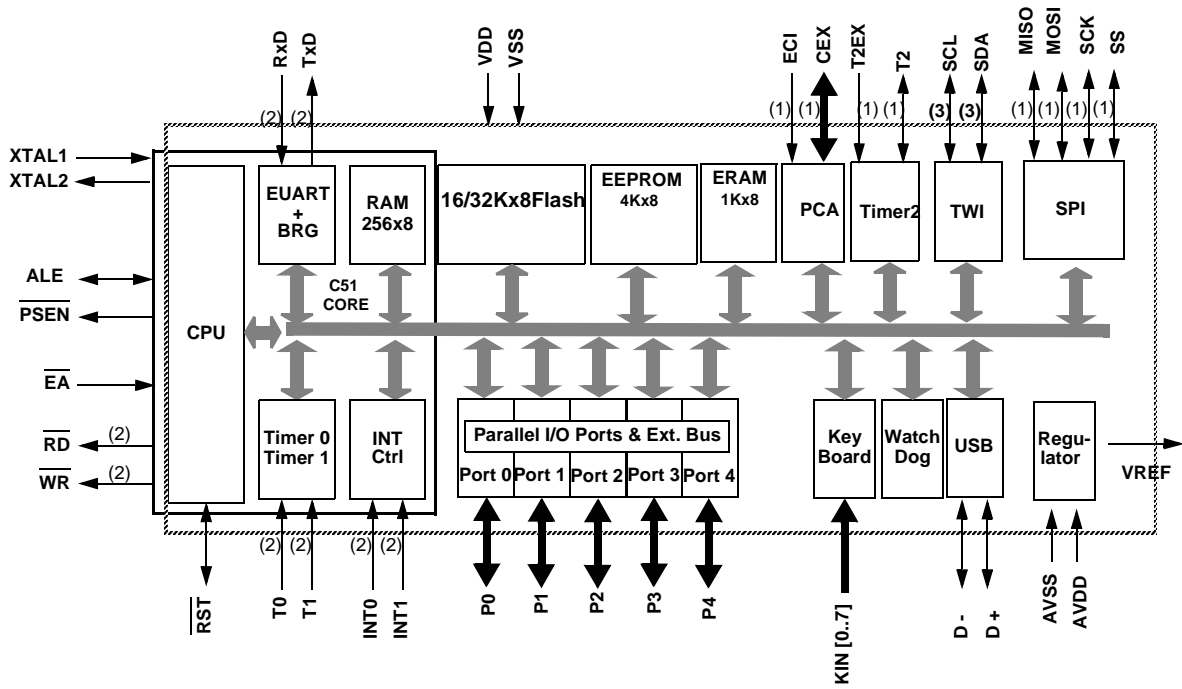 RxD
TxD
VDD
VSS
ECI
CEX
T2EX
T2
SCL
SDA
MISO
MOSI
SCK
SS
(2) (2)
(1) (1) (1) (1) (3) (3) (1) (1) (1) (1)
XTAL1
XTAL2
ALE
PSEN
EA
RD (2)
WR (2)
CPU
EUART
+
BRG
RAM
256x8
C51
CORE
16/32Kx8Flash
EEPROM
4Kx8
ERAM
1Kx8
PCA
Timer2
TWI
SPI
Timer 0
Timer 1
INT
Ctrl
Parallel I/O Ports & Ext. Bus
Port 0 Port 1 Port 2 Port 3 Port 4
Key
Board
Watch
Dog
USB
Regu-
lator
VREF
(2) (2) (2) (2)
RST
T0
T1
INT0
INT1
P0
P1
P2
P3
P4
KIN [0..7]
D -
D +
AVSS
AVDD